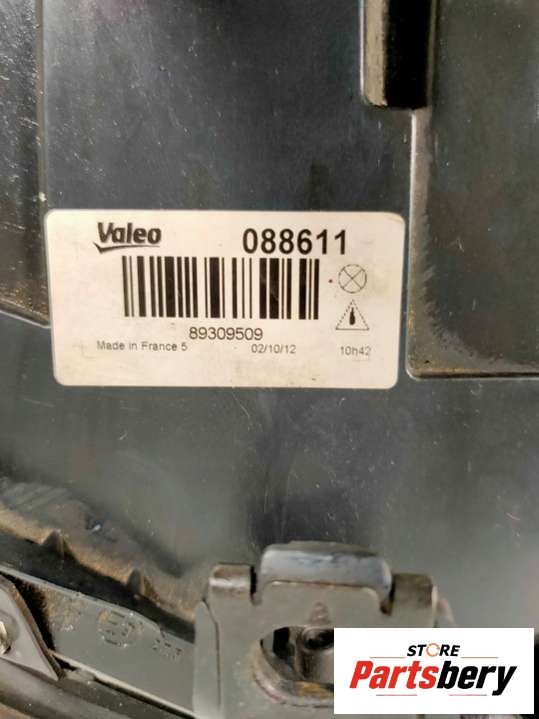 Valeo 088611
89309509
Made in France 5 02/10/12 10h42
STORE
Partsbery